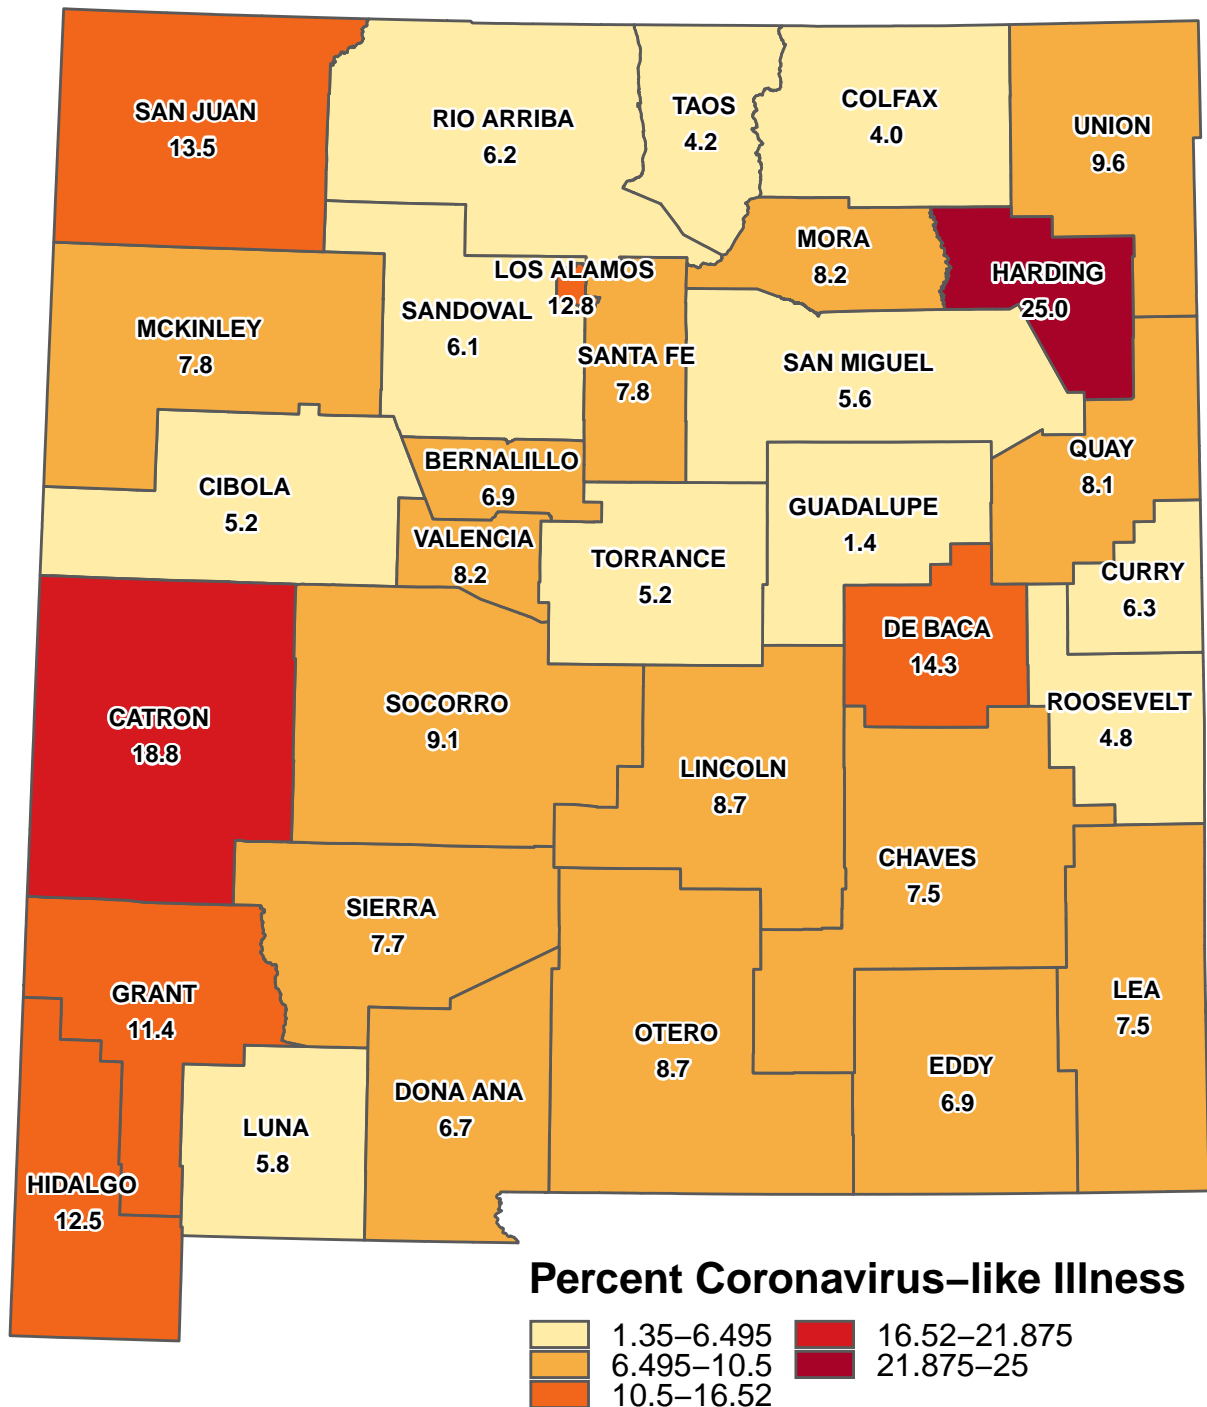 SAN JUAN
13.5
RIO ARRIBA
6.2
TAOS
4.2
COLFAX
4.0
UNION
9.6
MORA
8.2
HARDING
25.0
LOS ALAMOS
12.8
SANDOVAL
6.1
MCKINLEY
7.8
SANTA FE
7.8
SAN MIGUEL
5.6
QUAY
8.1
CIBOLA
5.2
BERNALILLO
6.9
GUADALUPE
1.4
VALENCIA
8.2
TORRANCE
5.2
CURRY
6.3
DE BACA
14.3
ROOSEVELT
4.8
CATRON
18.8
SOCORRO
9.1
LINCOLN
8.7
CHAVES
7.5
SIERRA
7.7
GRANT
11.4
LEA
7.5
OTERO
8.7
EDDY
6.9
DONA ANA
6.7
LUNA
5.8
HIDALGO
12.5
Percent Coronavirus−like Illness
1.35−6.495
6.495−10.5
10.5−16.52
16.52−21.875
21.875−25